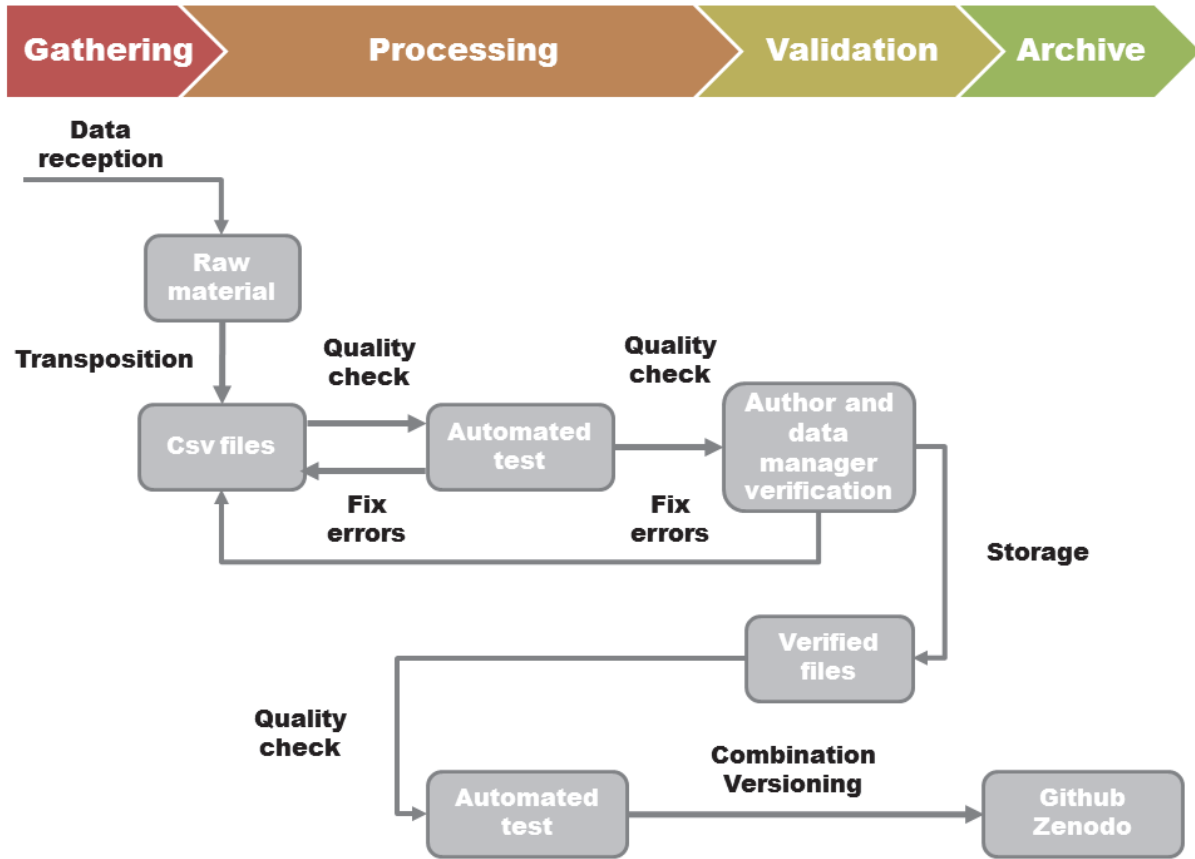 Gathering
Processing
Validation
Archive
Data
reception
Raw
material
Transposition
Quality
check
Quality
check
Csv files
Automated
test
Author and
data
manager
verification
Fix
errors
Fix
errors
Storage
Verified
files
Quality
check
Combination
Versioning
Automated
test
Github
Zenodo